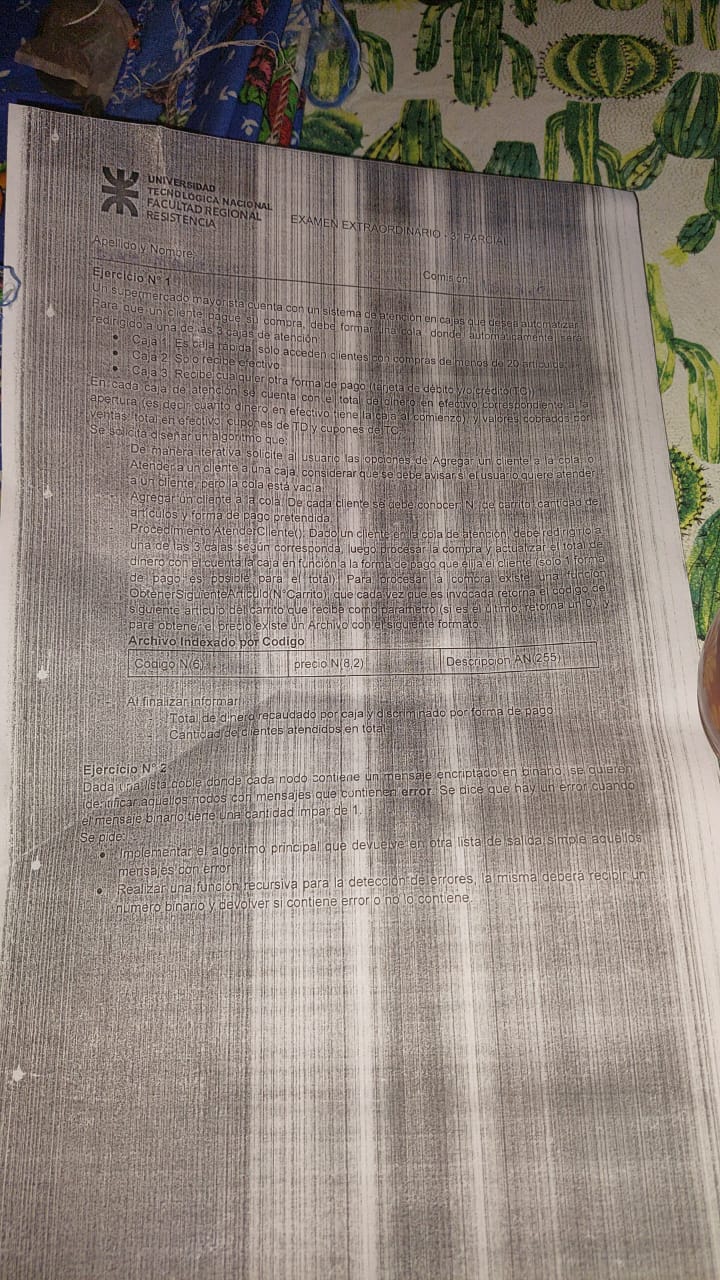 UNIVERSIDAD
TECNOLÓGICA NACIONAL
FACULTAD REGIONAL
RESISTENCIA
EXAMEN EXTRAORDINARIO - 3° PARCIAL
Apellido y Nombre:
Comisión:
Ejercicio N° 1
Un supermercado mayorista cuenta con un sistema de atención en cajas que desea automatizar.
Para que un cliente pague su compra, debe formar una cola donde automáticamente será
redirigido a una de las 3 cajas de atención
• Caja 1. Es caja rápida, solo acceden clientes con compras de menos de 20 artículos.
• Caja 2. Solo recibe efectivo
• Caja 3. Recibe cualquier otra forma de pago (tarjeta de débito y/o crédito(TC))
En cada caja de atención se cuenta con el total de dinero en efectivo correspondiente a la
apertura (es decir, cuánto dinero en efectivo tiene la caja al comienzo), y valores cobrados por
ventas: total en efectivo, cupones de TD y cupones de TC.
Se solicita diseñar un algoritmo que:
De manera iterativa solicite al usuario las opciones de Agregar un cliente a la cola, o
Atender a un cliente a una caja, considerar que se debe avisar si el usuario quiere atender
a un cliente, pero la cola está vacía
- Agregar un cliente a la cola: De cada cliente se debe conocer: N° de carrito, cantidad de
artículos y forma de pago pretendida.
- Procedimiento AtenderCliente(): Dado un cliente en la cola de atención, debe redirigirlo a
una de las 3 cajas según corresponda, luego procesar la compra y actualizar el total de
dinero con el cuenta la caja en función a la forma de pago que elija el cliente (solo 1 forma
de pago es posible para el total). Para procesar la compra existe una función
ObtenerSiguienteArticulo(N°Carrito), que cada vez que es invocada retorna el código del
siguiente artículo del carrito que recibe como parámetro (si es el último, retorna un 0) y
para obtener el precio existe un Archivo con el siguiente formato.
Archivo Indexado por Codigo
Codigo N(6) precio N(8,2) Descripcion AN(255)
- Al finalizar informar:
- Total de dinero recaudado por caja y discriminado por forma de pago
- Cantidad de clientes atendidos en total
Ejercicio N° 2
Dada una lista doble donde cada nodo contiene un mensaje encriptado en binario, se quieren
identificar aquellos nodos con mensajes que contienen error. Se dice que hay un error cuando
el mensaje binario tiene una cantidad impar de 1.
Se pide:
• Implementar el algoritmo principal que devuelve en otra lista de salida simple aquellos
mensajes con error
• Realizar una función recursiva para la detección de errores, la misma deberá recibir un
número binario y devolver si contiene error o no lo contiene.